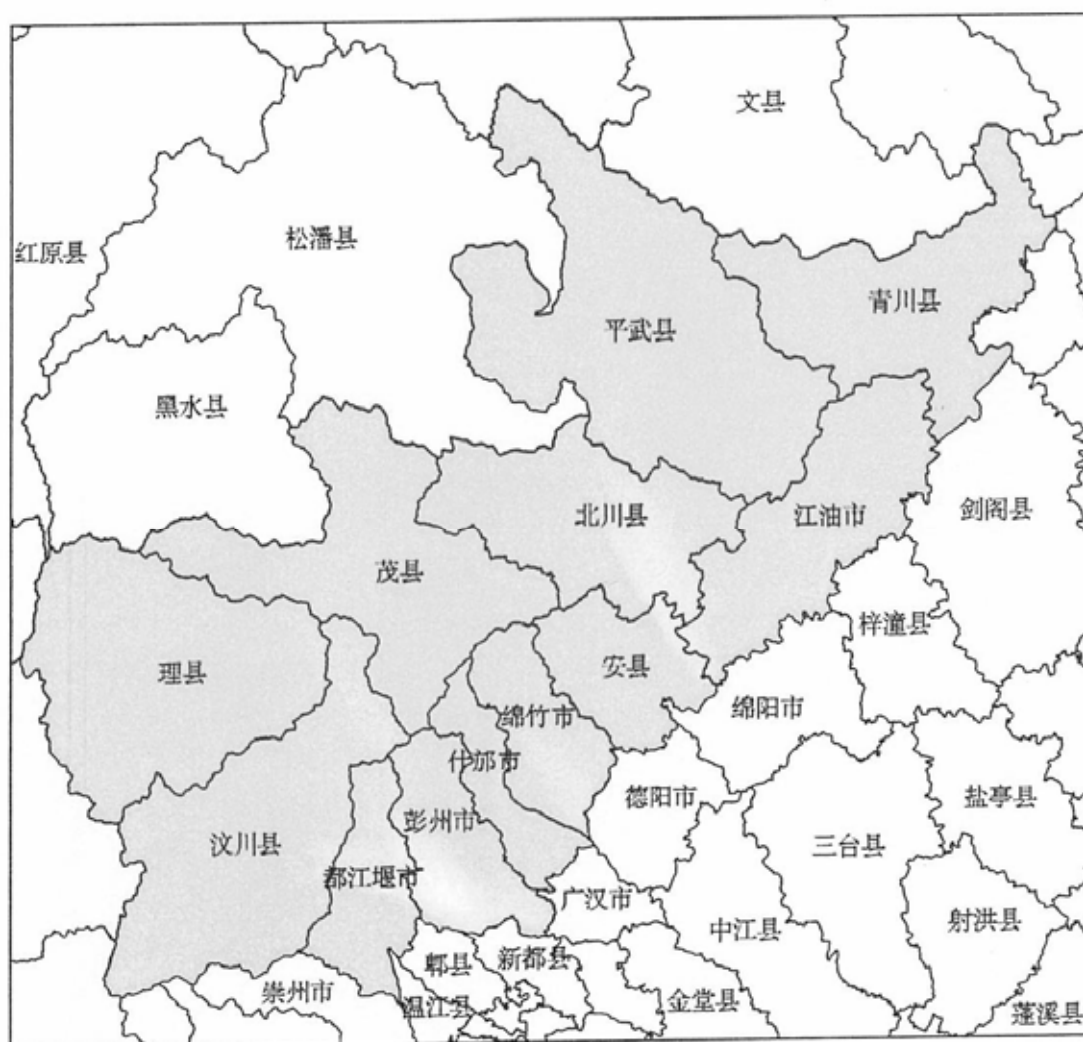 文县
松潘县
红原县
青川县
平武县
黑水县
北川县
江油市
剑阁县
茂县
梓潼县
理县
安县
绵阳市
绵竹市
什邡市
德阳市
盐亭县
彭州市
汶川县
三台县
都江堰市
广汉市
射洪县
中江县
郫县
新都县
崇州市
温江县
金堂县
蓬溪县